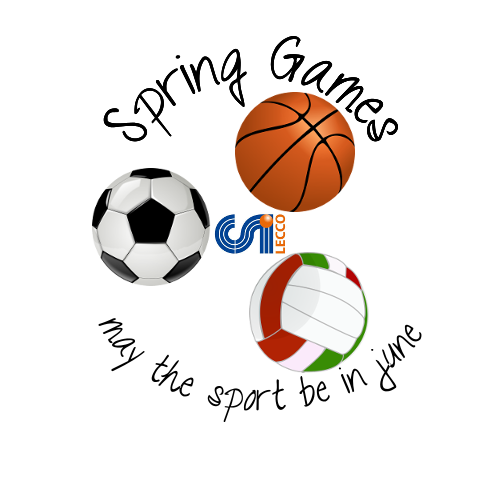 Spring Games
CSi
LECCO
may the sport be in june